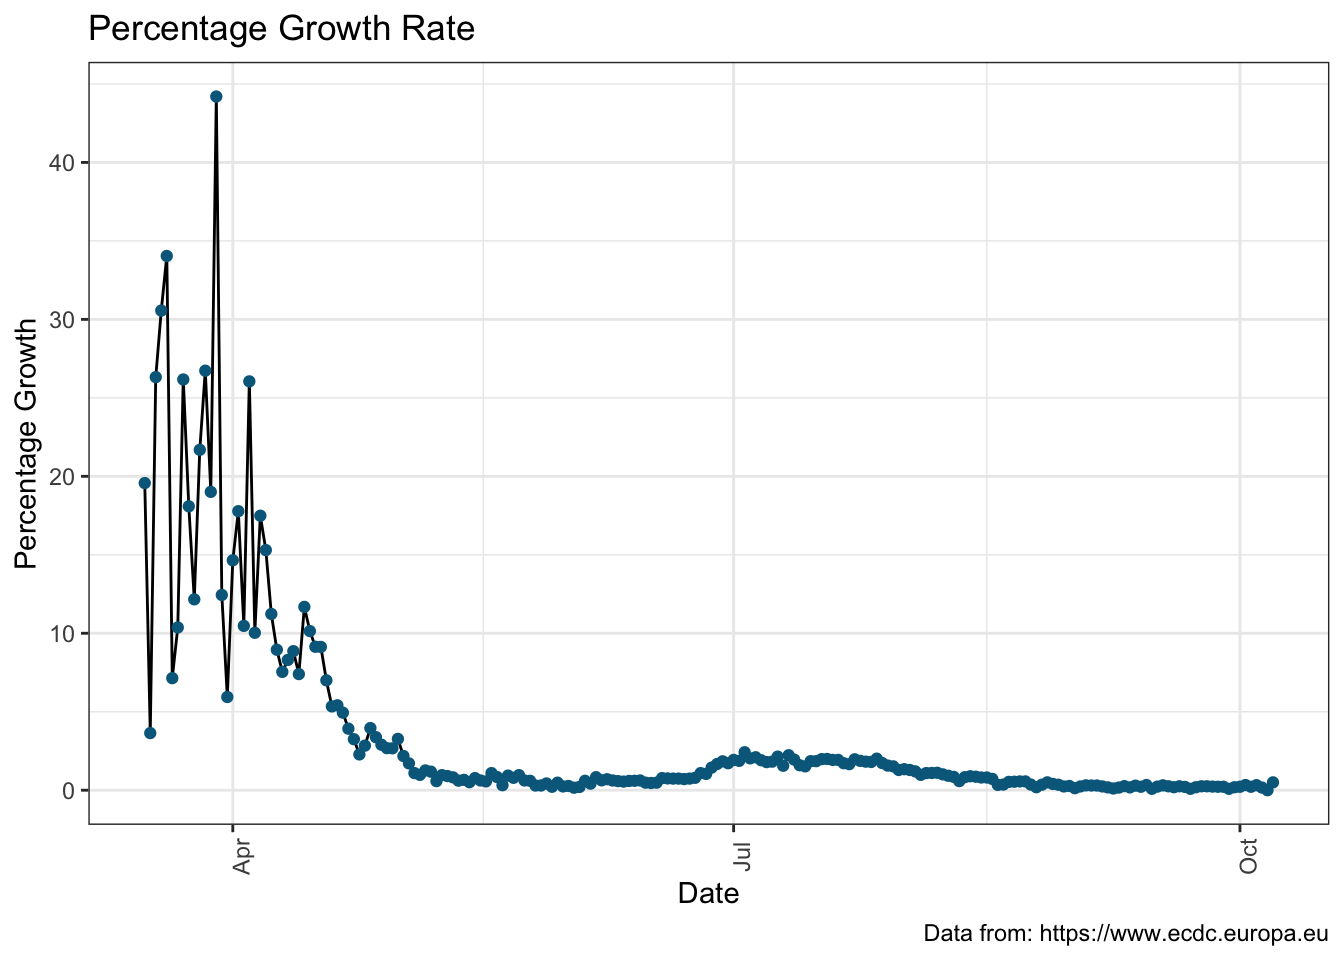 Percentage Growth Rate
Percentage Growth
40
30
20
10
0
Apr
Jul
Oct
Date
Data from: https://www.ecdc.europa.eu